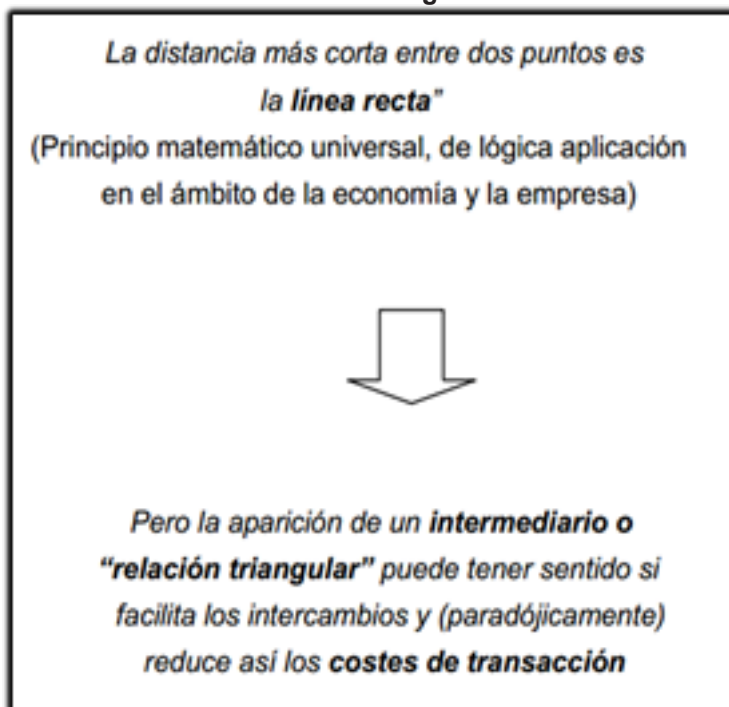 La distancia más corta entre dos puntos es
la línea recta”
(Principio matemático universal, de lógica aplicación
en el ámbito de la economía y la empresa)
Pero la aparición de un intermediario o
“relación triangular” puede tener sentido si
facilita los intercambios y (paradójicamente)
reduce así los costes de transacción